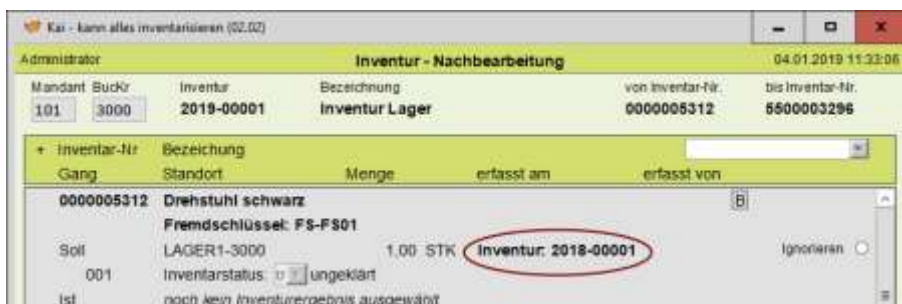 Kai - kann alles inventarisieren (02.02)
Administrator Inventur - Nachbearbeitung 04.01.2019 11:33:06
Mandant BucKr Inventur Bezeichnung von Inventar-Nr. bis Inventar-Nr.
101 3000 2019-00001 Inventur Lager 0000005312 5500003296
+ Inventar-Nr Bezeichung
Gang Standort Menge erfasst am erfasst von
0000005312 Drehstuhl schwarz B
Fremdschlüssel: FS-FS01
Soll LAGER1-3000 1.00 STK Inventur: 2018-00001 Ignorieren
001 Inventarstatus: U ungeklärt
Ist noch kein Inventurergebnis ausgewählt